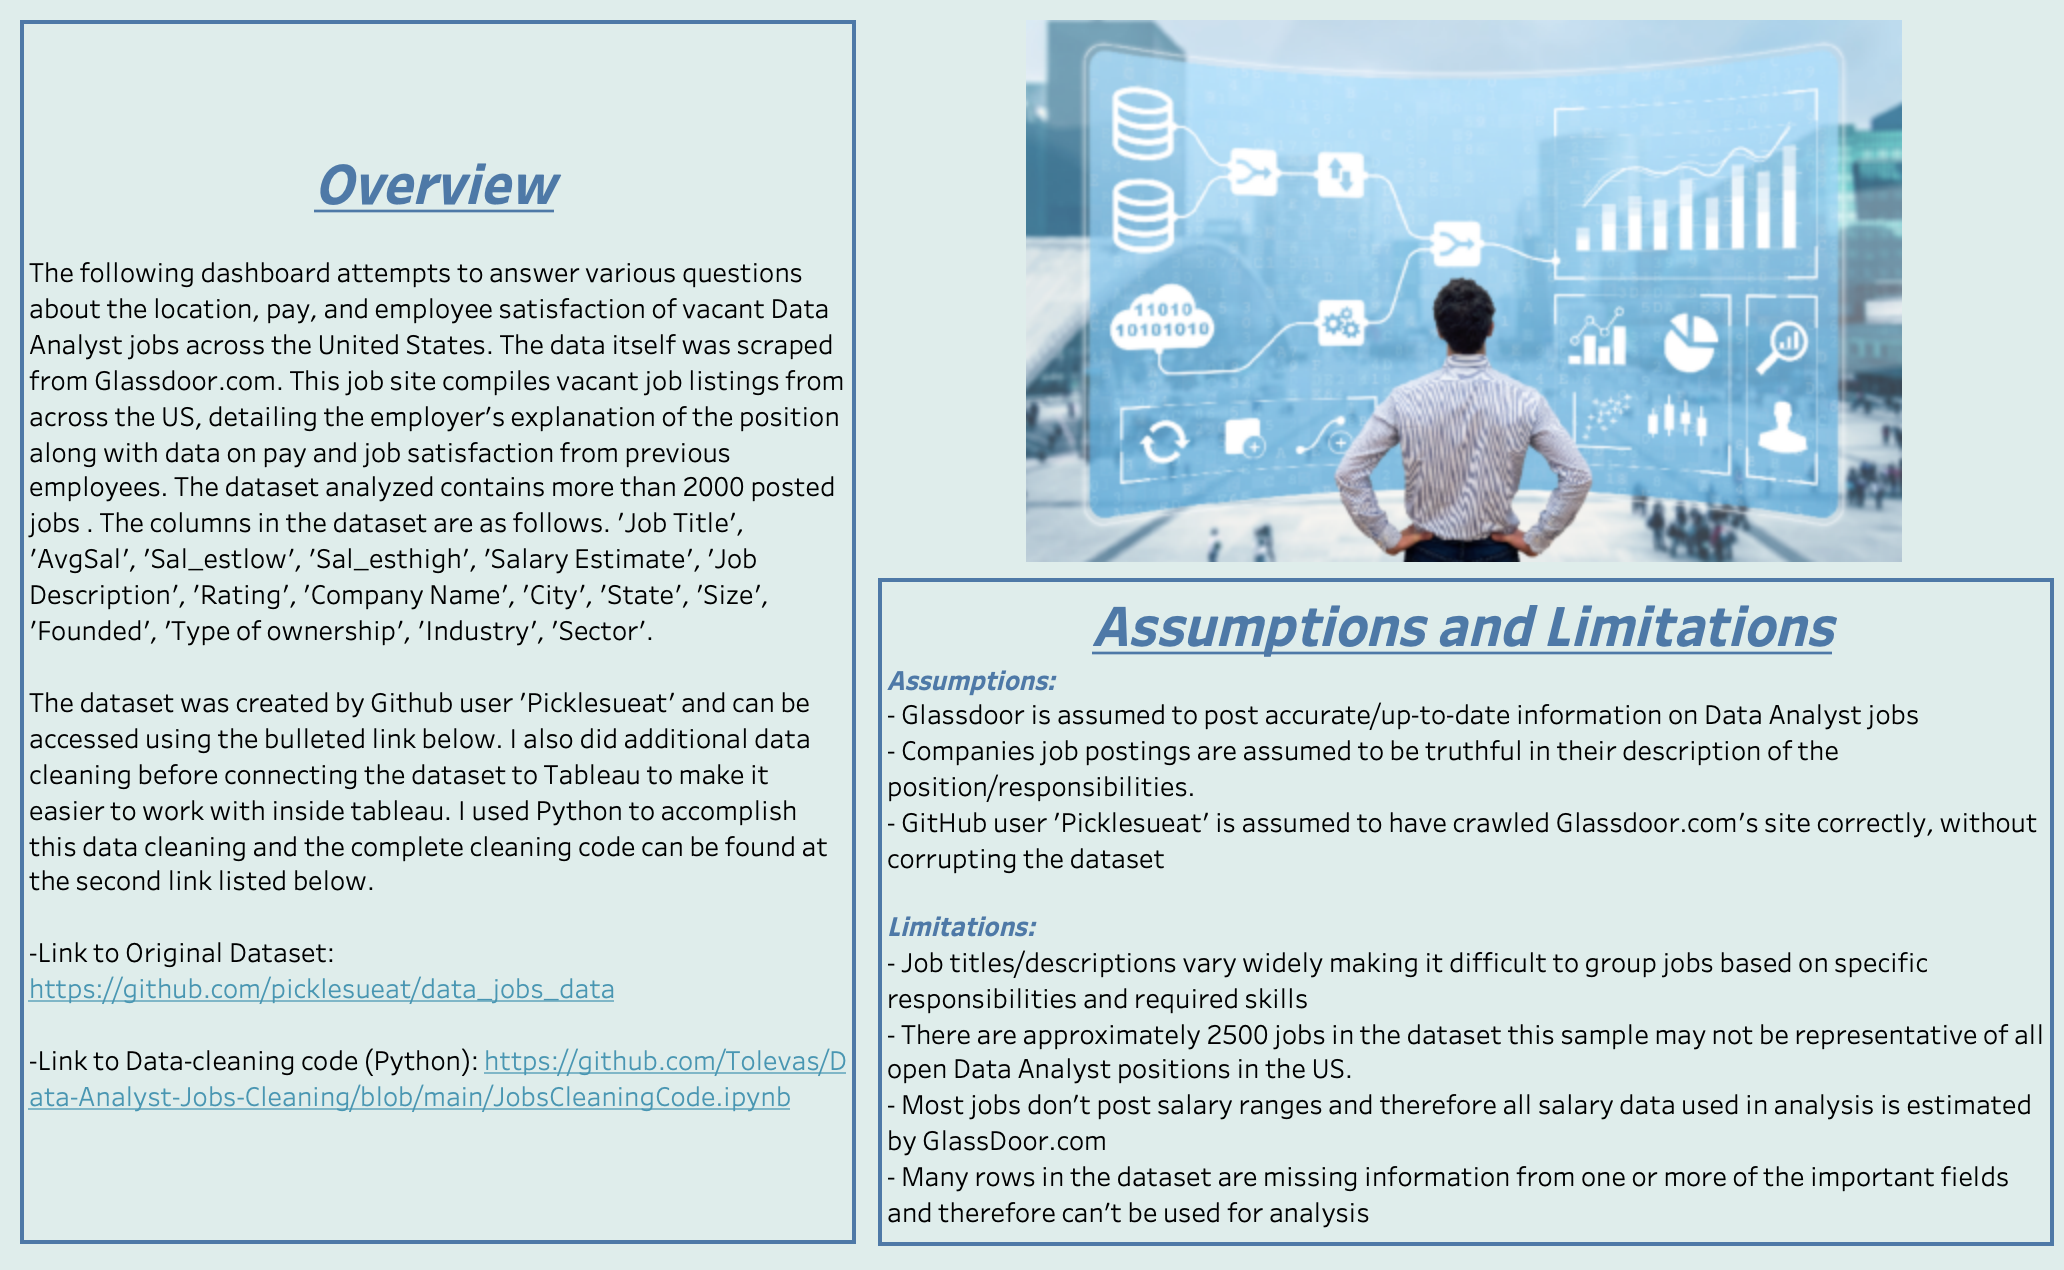 Overview
The following dashboard attempts to answer various questions
about the location, pay, and employee satisfaction of vacant Data
Analyst jobs across the United States. The data itself was scraped
from Glassdoor.com. This job site compiles vacant job listings from
across the US, detailing the employer's explanation of the position
along with data on pay and job satisfaction from previous
employees. The dataset analyzed contains more than 2000 posted
jobs . The columns in the dataset are as follows. 'Job Title',
'AvgSal', 'Sal_estlow', 'Sal_esthigh', 'Salary Estimate', 'Job
Description', 'Rating', 'Company Name', 'City', 'State', 'Size',
'Founded', 'Type of ownership', 'Industry', 'Sector'.
The dataset was created by Github user 'Picklesueat' and can be
accessed using the bulleted link below. I also did additional data
cleaning before connecting the dataset to Tableau to make it
easier to work with inside tableau. I used Python to accomplish
this data cleaning and the complete cleaning code can be found at
the second link listed below.
-Link to Original Dataset:
https://github.com/picklesueat/data_jobs_data
-Link to Data-cleaning code (Python): https://github.com/Tolevas/D
ata-Analyst-Jobs-Cleaning/blob/main/JobsCleaningCode.ipynb
11010
10101010
Assumptions and Limitations
Assumptions:
- Glassdoor is assumed to post accurate/up-to-date information on Data Analyst jobs
- Companies job postings are assumed to be truthful in their description of the
position/responsibilities.
- GitHub user 'Picklesueat' is assumed to have crawled Glassdoor.com's site correctly, without
corrupting the dataset
Limitations:
- Job titles/descriptions vary widely making it difficult to group jobs based on specific
responsibilities and required skills
- There are approximately 2500 jobs in the dataset this sample may not be representative of all
open Data Analyst positions in the US.
- Most jobs don't post salary ranges and therefore all salary data used in analysis is estimated
by GlassDoor.com
- Many rows in the dataset are missing information from one or more of the important fields
and therefore can't be used for analysis